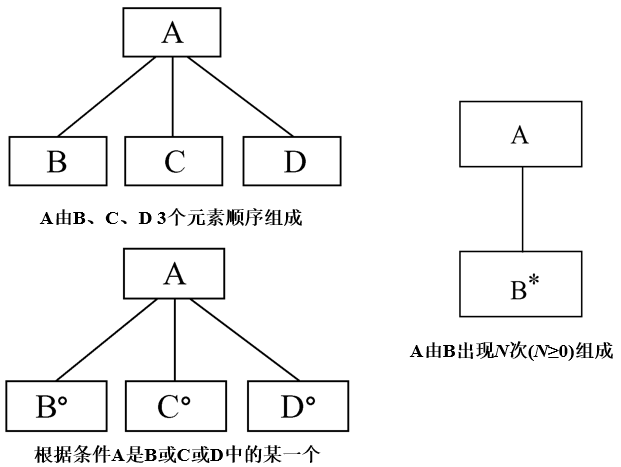 A
B C D
A由B、C、D 3个元素顺序组成
A
B° C° D°
根据条件A是B或C或D中的某一个
A
B*
A由B出现N次(N≥0)组成